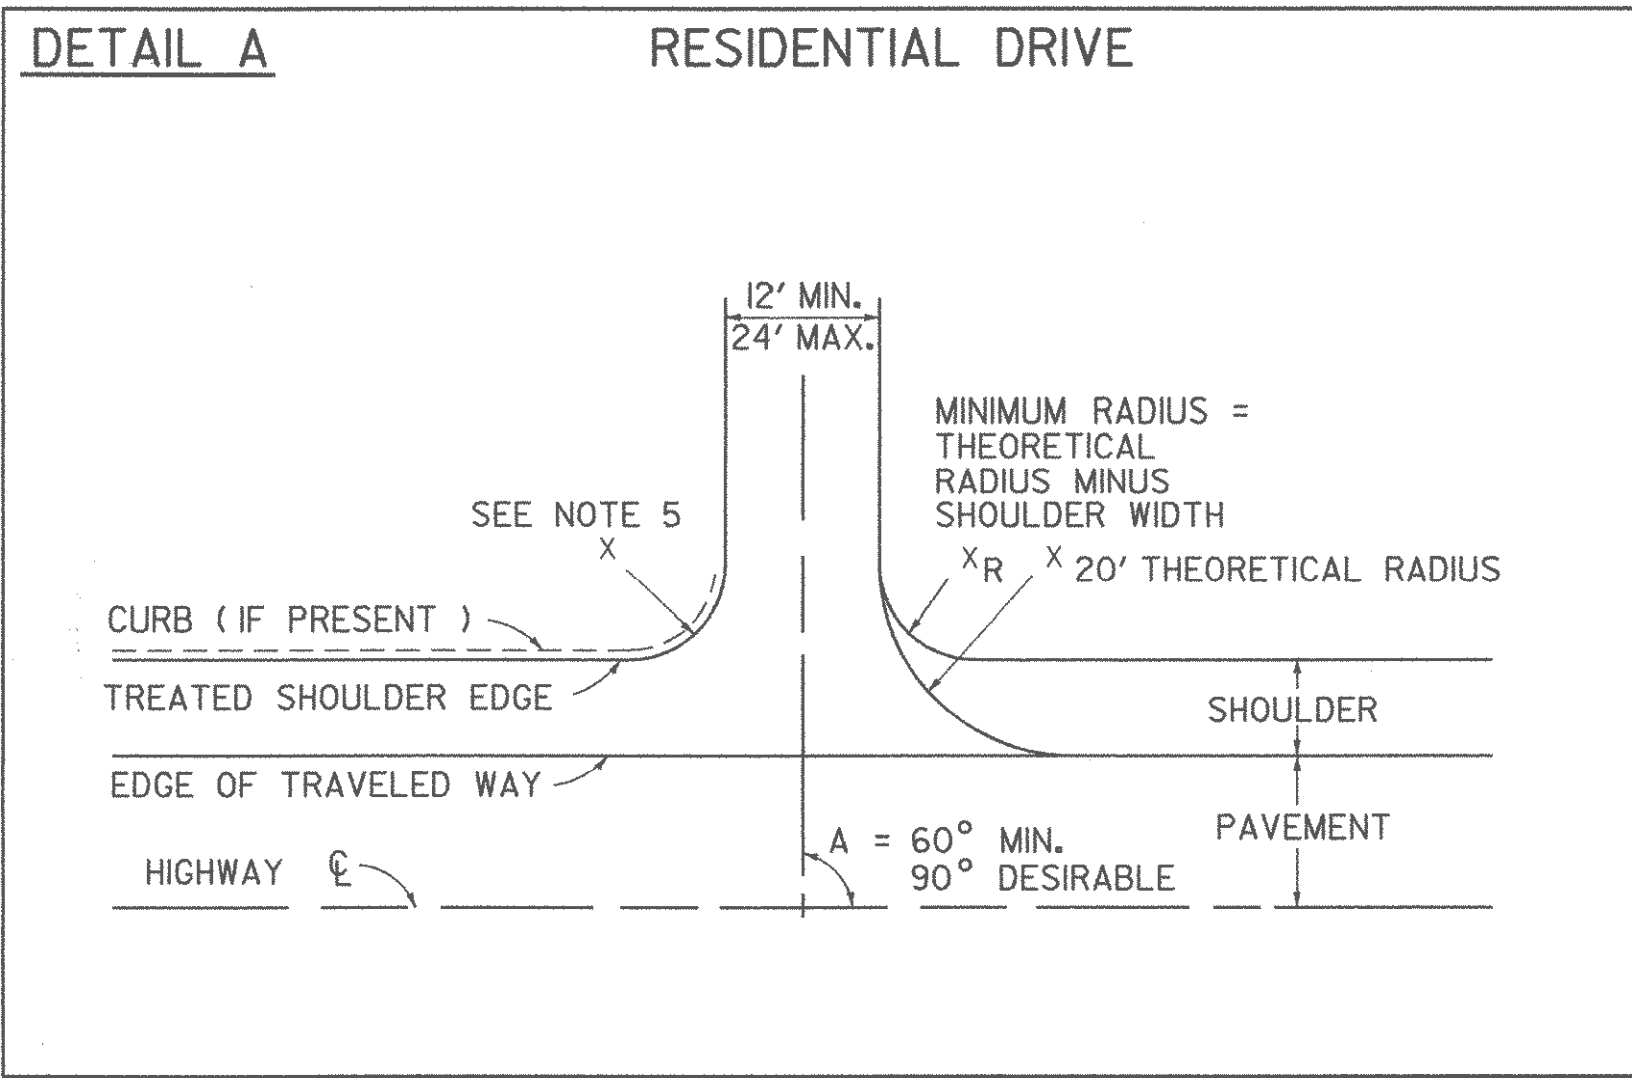 DETAIL A
RESIDENTIAL DRIVE
12' MIN.
24' MAX.
MINIMUM RADIUS =
THEORETICAL
RADIUS MINUS
SHOULDER WIDTH
SEE NOTE 5
X
X R
X 20' THEORETICAL RADIUS
CURB ( IF PRESENT )
TREATED SHOULDER EDGE
SHOULDER
EDGE OF TRAVELED WAY
PAVEMENT
A = 60° MIN.
90° DESIRABLE
HIGHWAY ℄